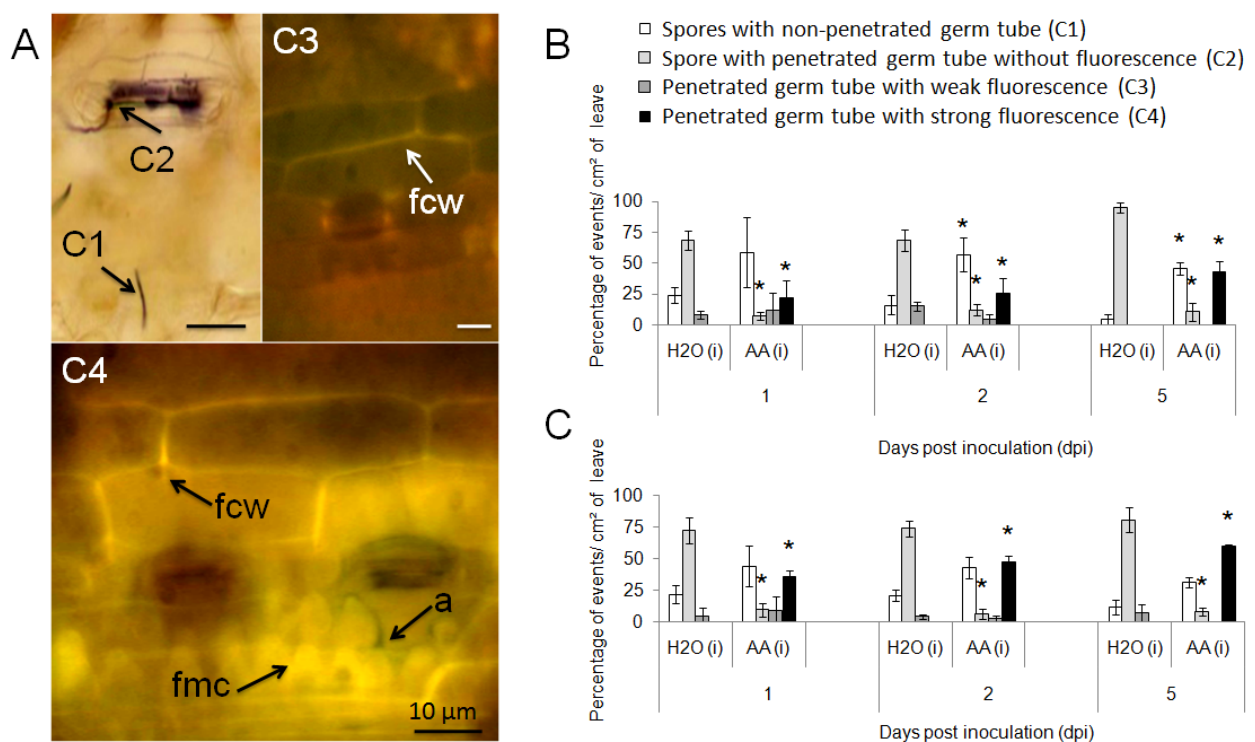 A
C2
C1
C3
fcw
C4
fcw
a
fmc
10 µm
B
Spores with non-penetrated germ tube (C1)
Spore with penetrated germ tube without fluorescence (C2)
Penetrated germ tube with weak fluorescence (C3)
Penetrated germ tube with strong fluorescence (C4)
Percentage of events/ cm² of leave
100
75
50
25
0
* * *
* * *
* * *
H2O (i) AA (i) H2O (i) AA (i) H2O (i) AA (i)
1 2 5
Days post inoculation (dpi)
C
Percentage of events/ cm² of leave
100
75
50
25
0
* *
* *
* *
H2O (i) AA (i) H2O (i) AA (i) H2O (i) AA (i)
1 2 5
Days post inoculation (dpi)